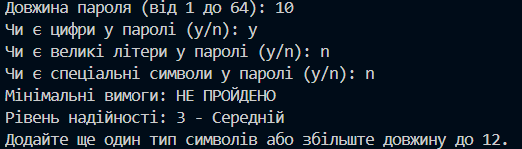 Довжина пароля (від 1 до 64): 10
Чи є цифри у паролі (y/n): y
Чи є великі літери у паролі (y/n): n
Чи є спеціальні символи у паролі (y/n): n
Мінімальні вимоги: НЕ ПРОЙДЕНО
Рівень надійності: 3 - Середній
Додайте ще один тип символів або збільште довжину до 12.